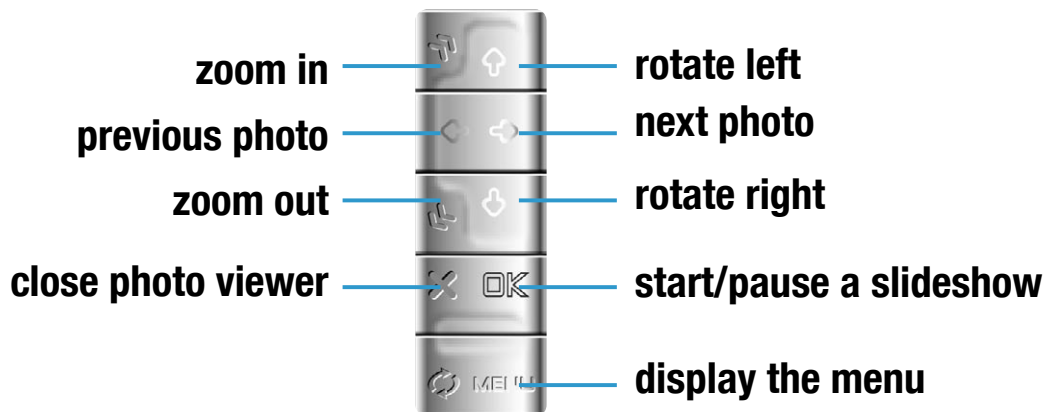 zoom in
rotate left
previous photo
next photo
zoom out
rotate right
close photo viewer
OK
start/pause a slideshow
MENU
display the menu